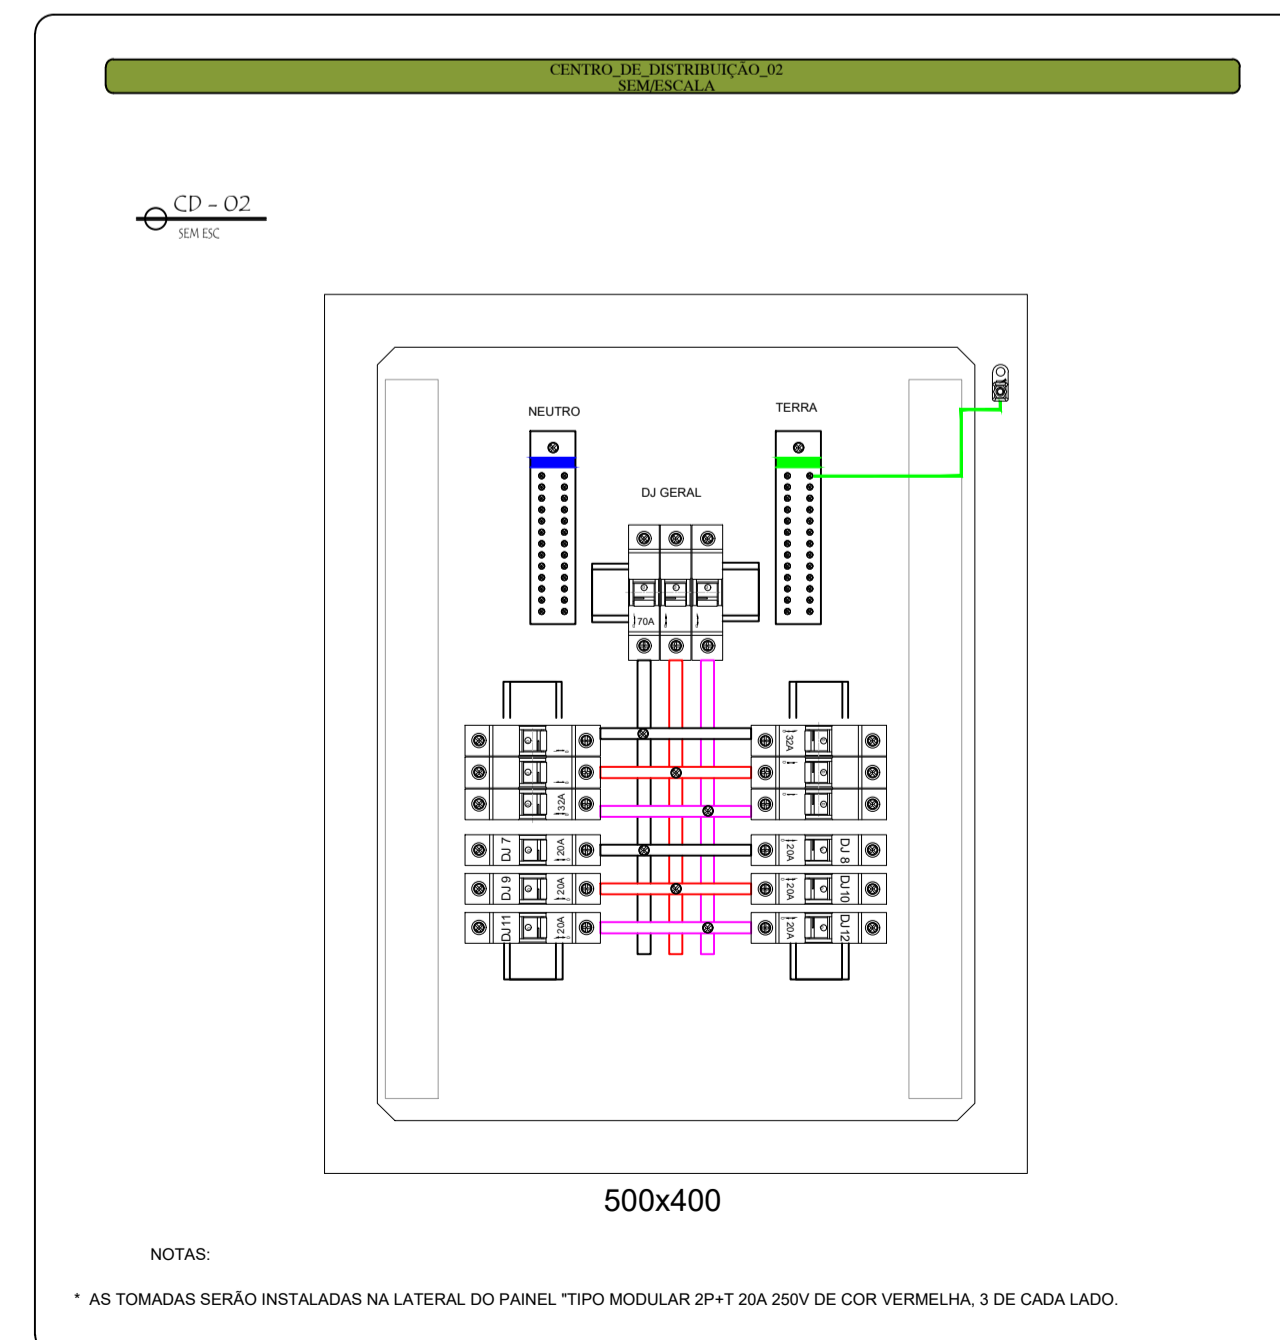 CENTRO_DE_DISTRIBUIÇÃO_02
SEM/ESCALA
CD - 02
SEM ESC
NEUTRO
TERRA
DJ GERAL
70A
32A
32A
DJ 7
20A
20A
DJ 8
DJ 9
20A
20A
DJ10
DJ11
20A
20A
DJ12
500x400
NOTAS:
* AS TOMADAS SERÃO INSTALADAS NA LATERAL DO PAINEL "TIPO MODULAR 2P+T 20A 250V DE COR VERMELHA, 3 DE CADA LADO.